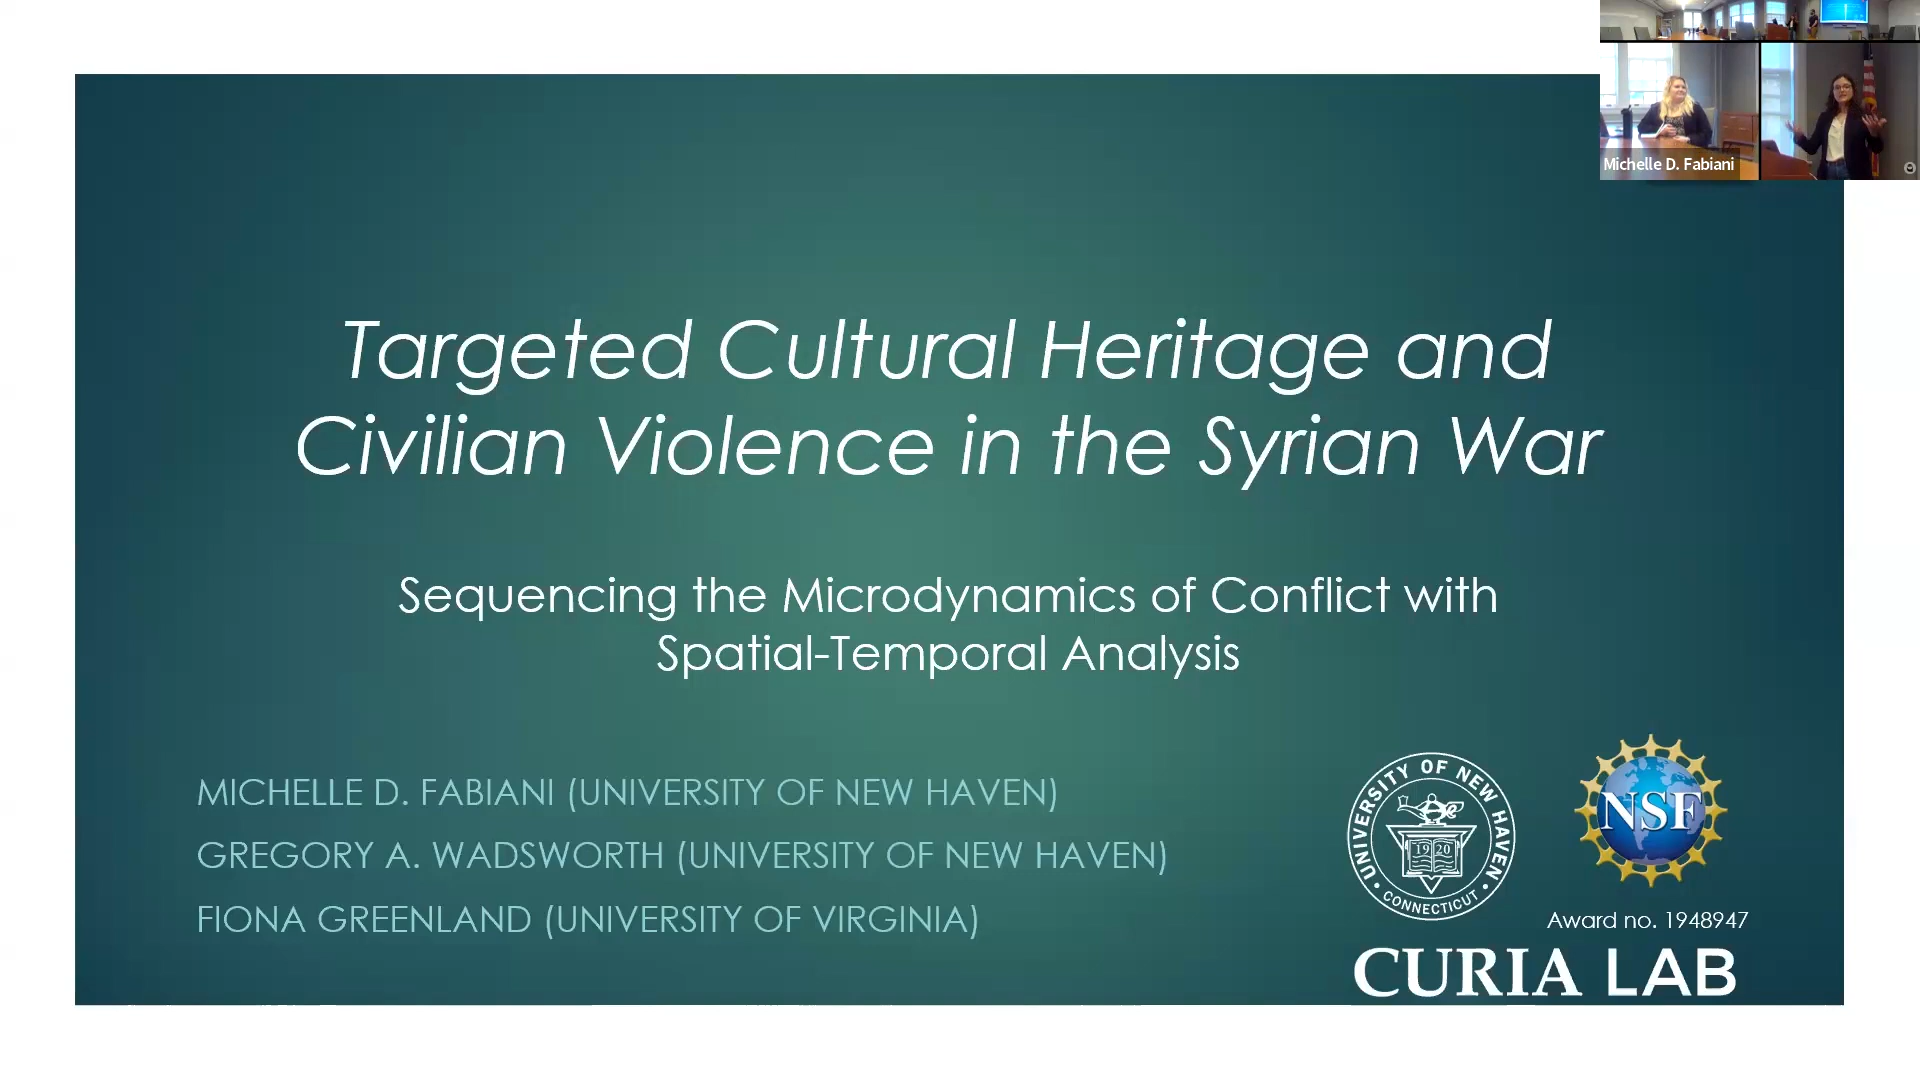 Michelle D. Fabiani
Targeted Cultural Heritage and
Civilian Violence in the Syrian War
Sequencing the Microdynamics of Conflict with
Spatial-Temporal Analysis
MICHELLE D. FABIANI (UNIVERSITY OF NEW HAVEN)
GREGORY A. WADSWORTH (UNIVERSITY OF NEW HAVEN)
FIONA GREENLAND (UNIVERSITY OF VIRGINIA)
UNIVERSITY OF NEW HAVEN
19 20
CONNECTICUT
NSF
Award no. 1948947
CURIA LAB